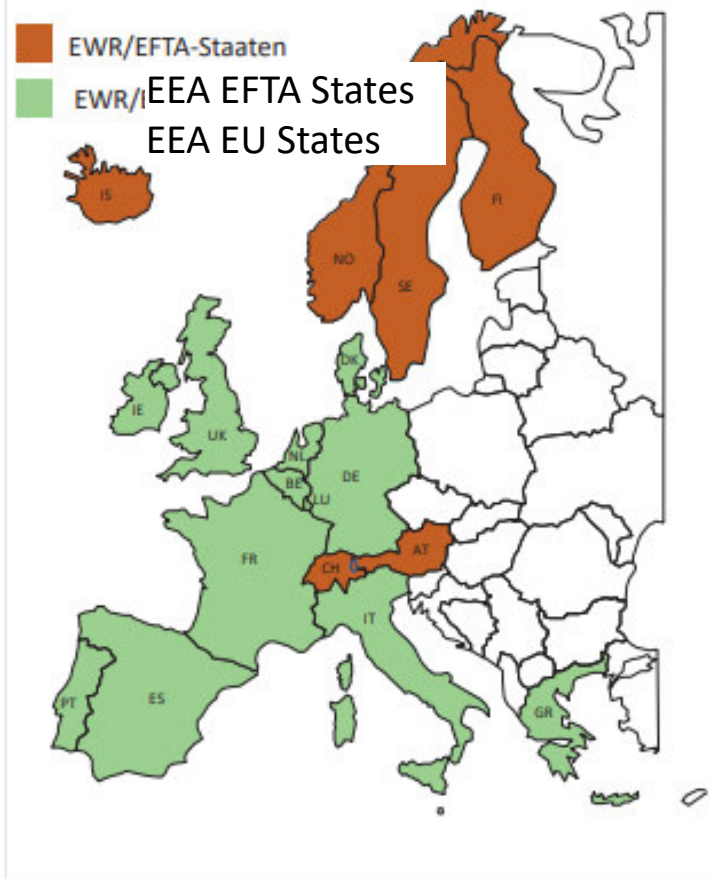 EWR/EFTA-Staaten
EWR/
EEA EFTA States
EEA EU States
IS
FI
NO
SE
DK
IE
UK
NL
DE
BE
LU
FR
CH
AT
IT
PT
ES
GR